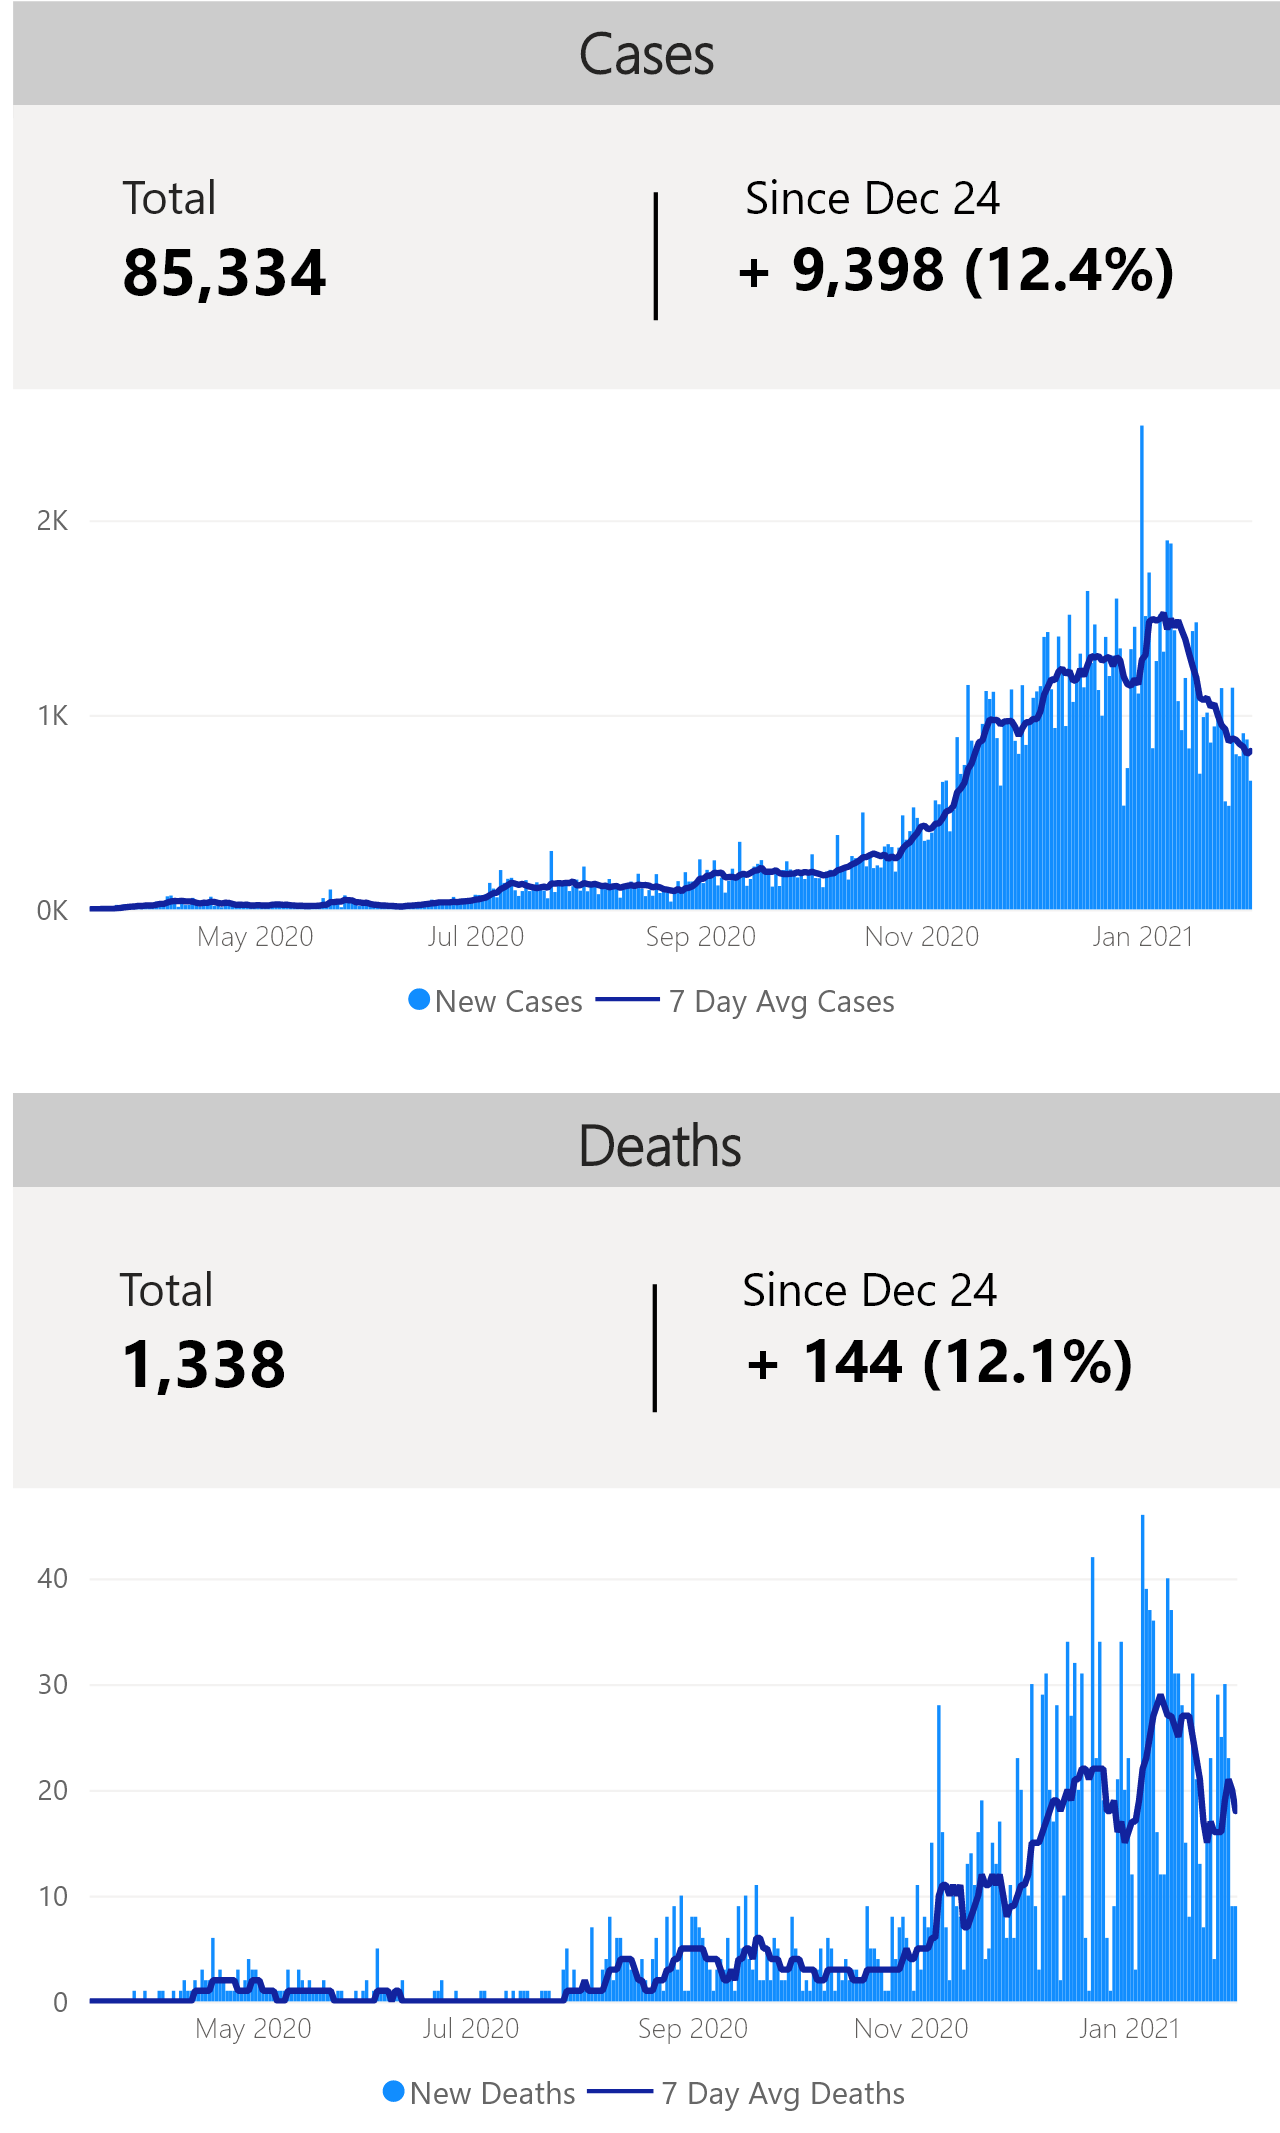 Cases
Total
Since Dec 24
85,334
+ 9,398 (12.4%)
2K
1K
0K
May 2020
Jul 2020
Sep 2020
Nov 2020
Jan 2021
New Cases
7 Day Avg Cases
Deaths
Total
Since Dec 24
1,338
+ 144 (12.1%)
40
30
20
10
0
May 2020
Jul 2020
Sep 2020
Nov 2020
Jan 2021
New Deaths
7 Day Avg Deaths